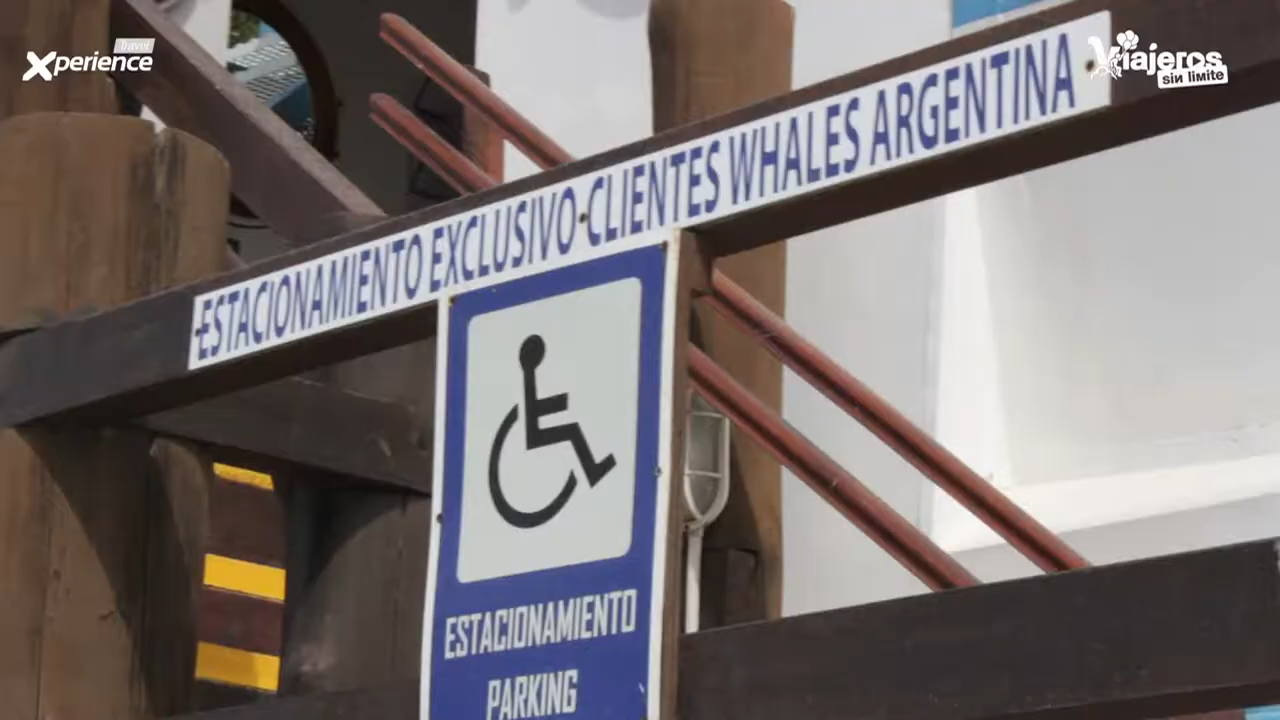 Travel
Xperience
Viajeros
sin limite
ESTACIONAMIENTO EXCLUSIVO CLIENTES WHALES ARGENTINA
ESTACIONAMIENTO
PARKING